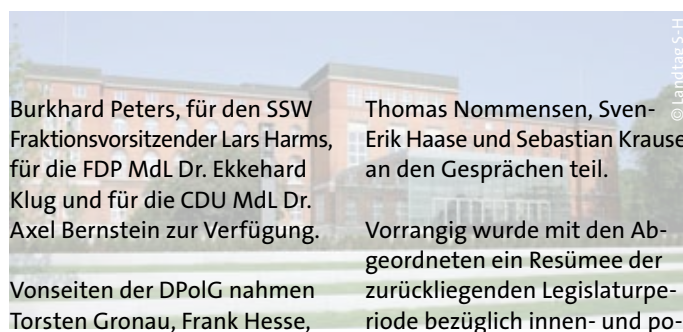 Burkhard Peters, für den SSW
Fraktionsvorsitzender Lars Harms,
für die FDP MdL Dr. Ekkehard
Klug und für die CDU MdL Dr.
Axel Bernstein zur Verfügung.
Vonseiten der DPolG nahmen
Torsten Gronau, Frank Hesse,
Thomas Nommensen, Sven-
Erik Haase und Sebastian Krause
an den Gesprächen teil.
Vorrangig wurde mit den Ab-
geordneten ein Resümee der
zurückliegenden Legislaturpe-
riode bezüglich innen- und po-
© Landtag S-H